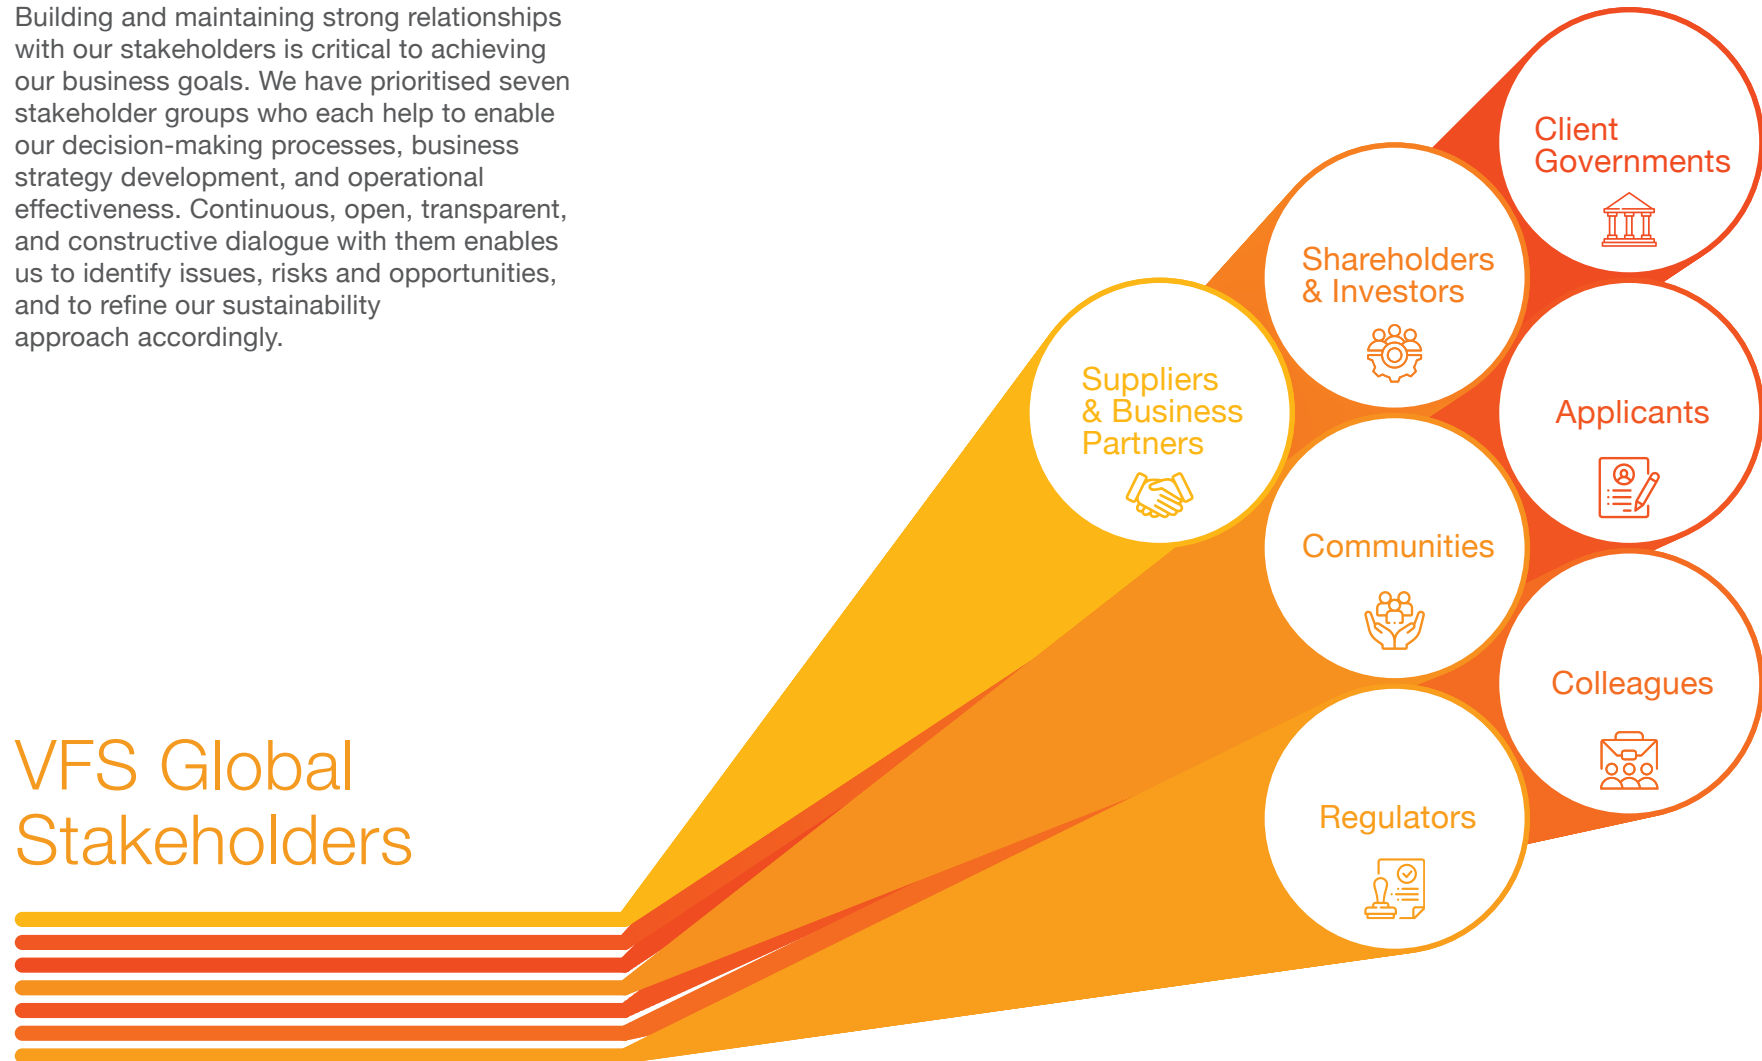 Building and maintaining strong relationships
with our stakeholders is critical to achieving
our business goals. We have prioritised seven
stakeholder groups who each help to enable
our decision-making processes, business
strategy development, and operational
effectiveness. Continuous, open, transparent,
and constructive dialogue with them enables
us to identify issues, risks and opportunities,
and to refine our sustainability
approach accordingly.
VFS Global
Stakeholders
Suppliers
& Business
Partners
Shareholders
& Investors
Client
Governments
Applicants
Communities
Colleagues
Regulators